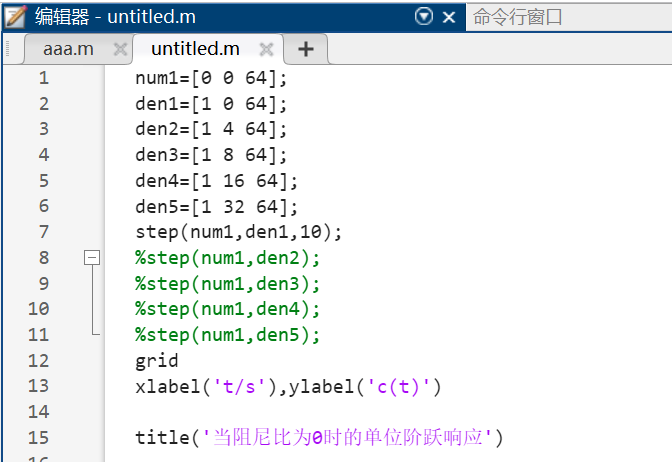 编辑器 - untitled.m
命令行窗口
aaa.m
untitled.m
1 num1=[0 0 64];
2 den1=[1 0 64];
3 den2=[1 4 64];
4 den3=[1 8 64];
5 den4=[1 16 64];
6 den5=[1 32 64];
7 step(num1,den1,10);
8 %step(num1,den2);
9 %step(num1,den3);
10 %step(num1,den4);
11 %step(num1,den5);
12 grid
13 xlabel('t/s'),ylabel('c(t)')
14
15 title('当阻尼比为0时的单位阶跃响应')
16